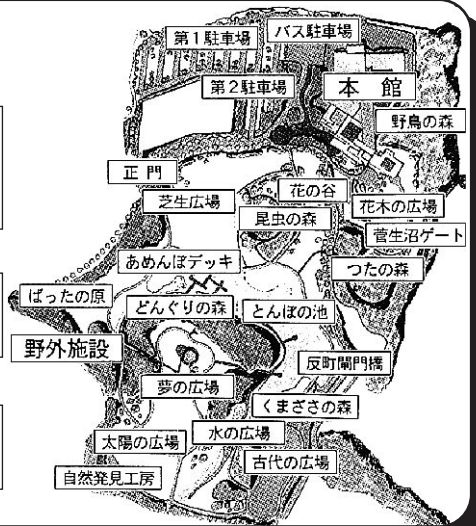 第１駐車場
バス駐車場
第２駐車場
本館
野鳥の森
正門
花の谷
芝生広場
花木の広場
昆虫の森
菅生沼ゲート
あめんぼデッキ
つたの森
ばったの原
どんぐりの森
とんぼの池
野外施設
反町閘門橋
夢の広場
くまざさの森
水の広場
太陽の広場
古代の広場
自然発見工房